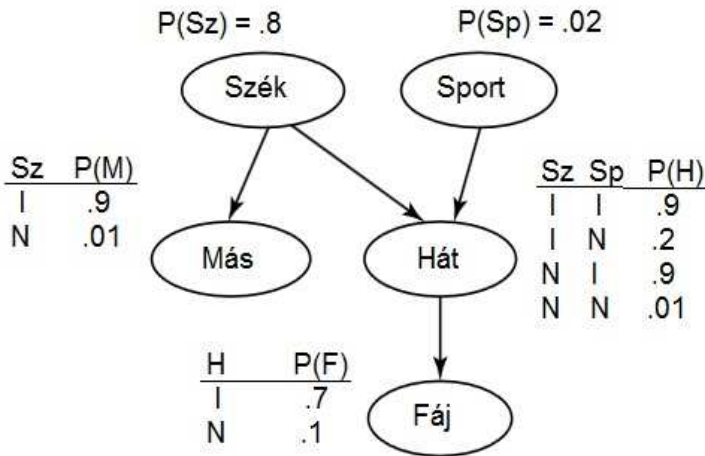 P(Sz) = .8
P(Sp) = .02
Szék
Sport
Sz P(M)
I .9
N .01
Sz Sp P(H)
I I .9
I N .2
N I .9
N N .01
Más
Hát
H P(F)
I .7
N .1
Fáj